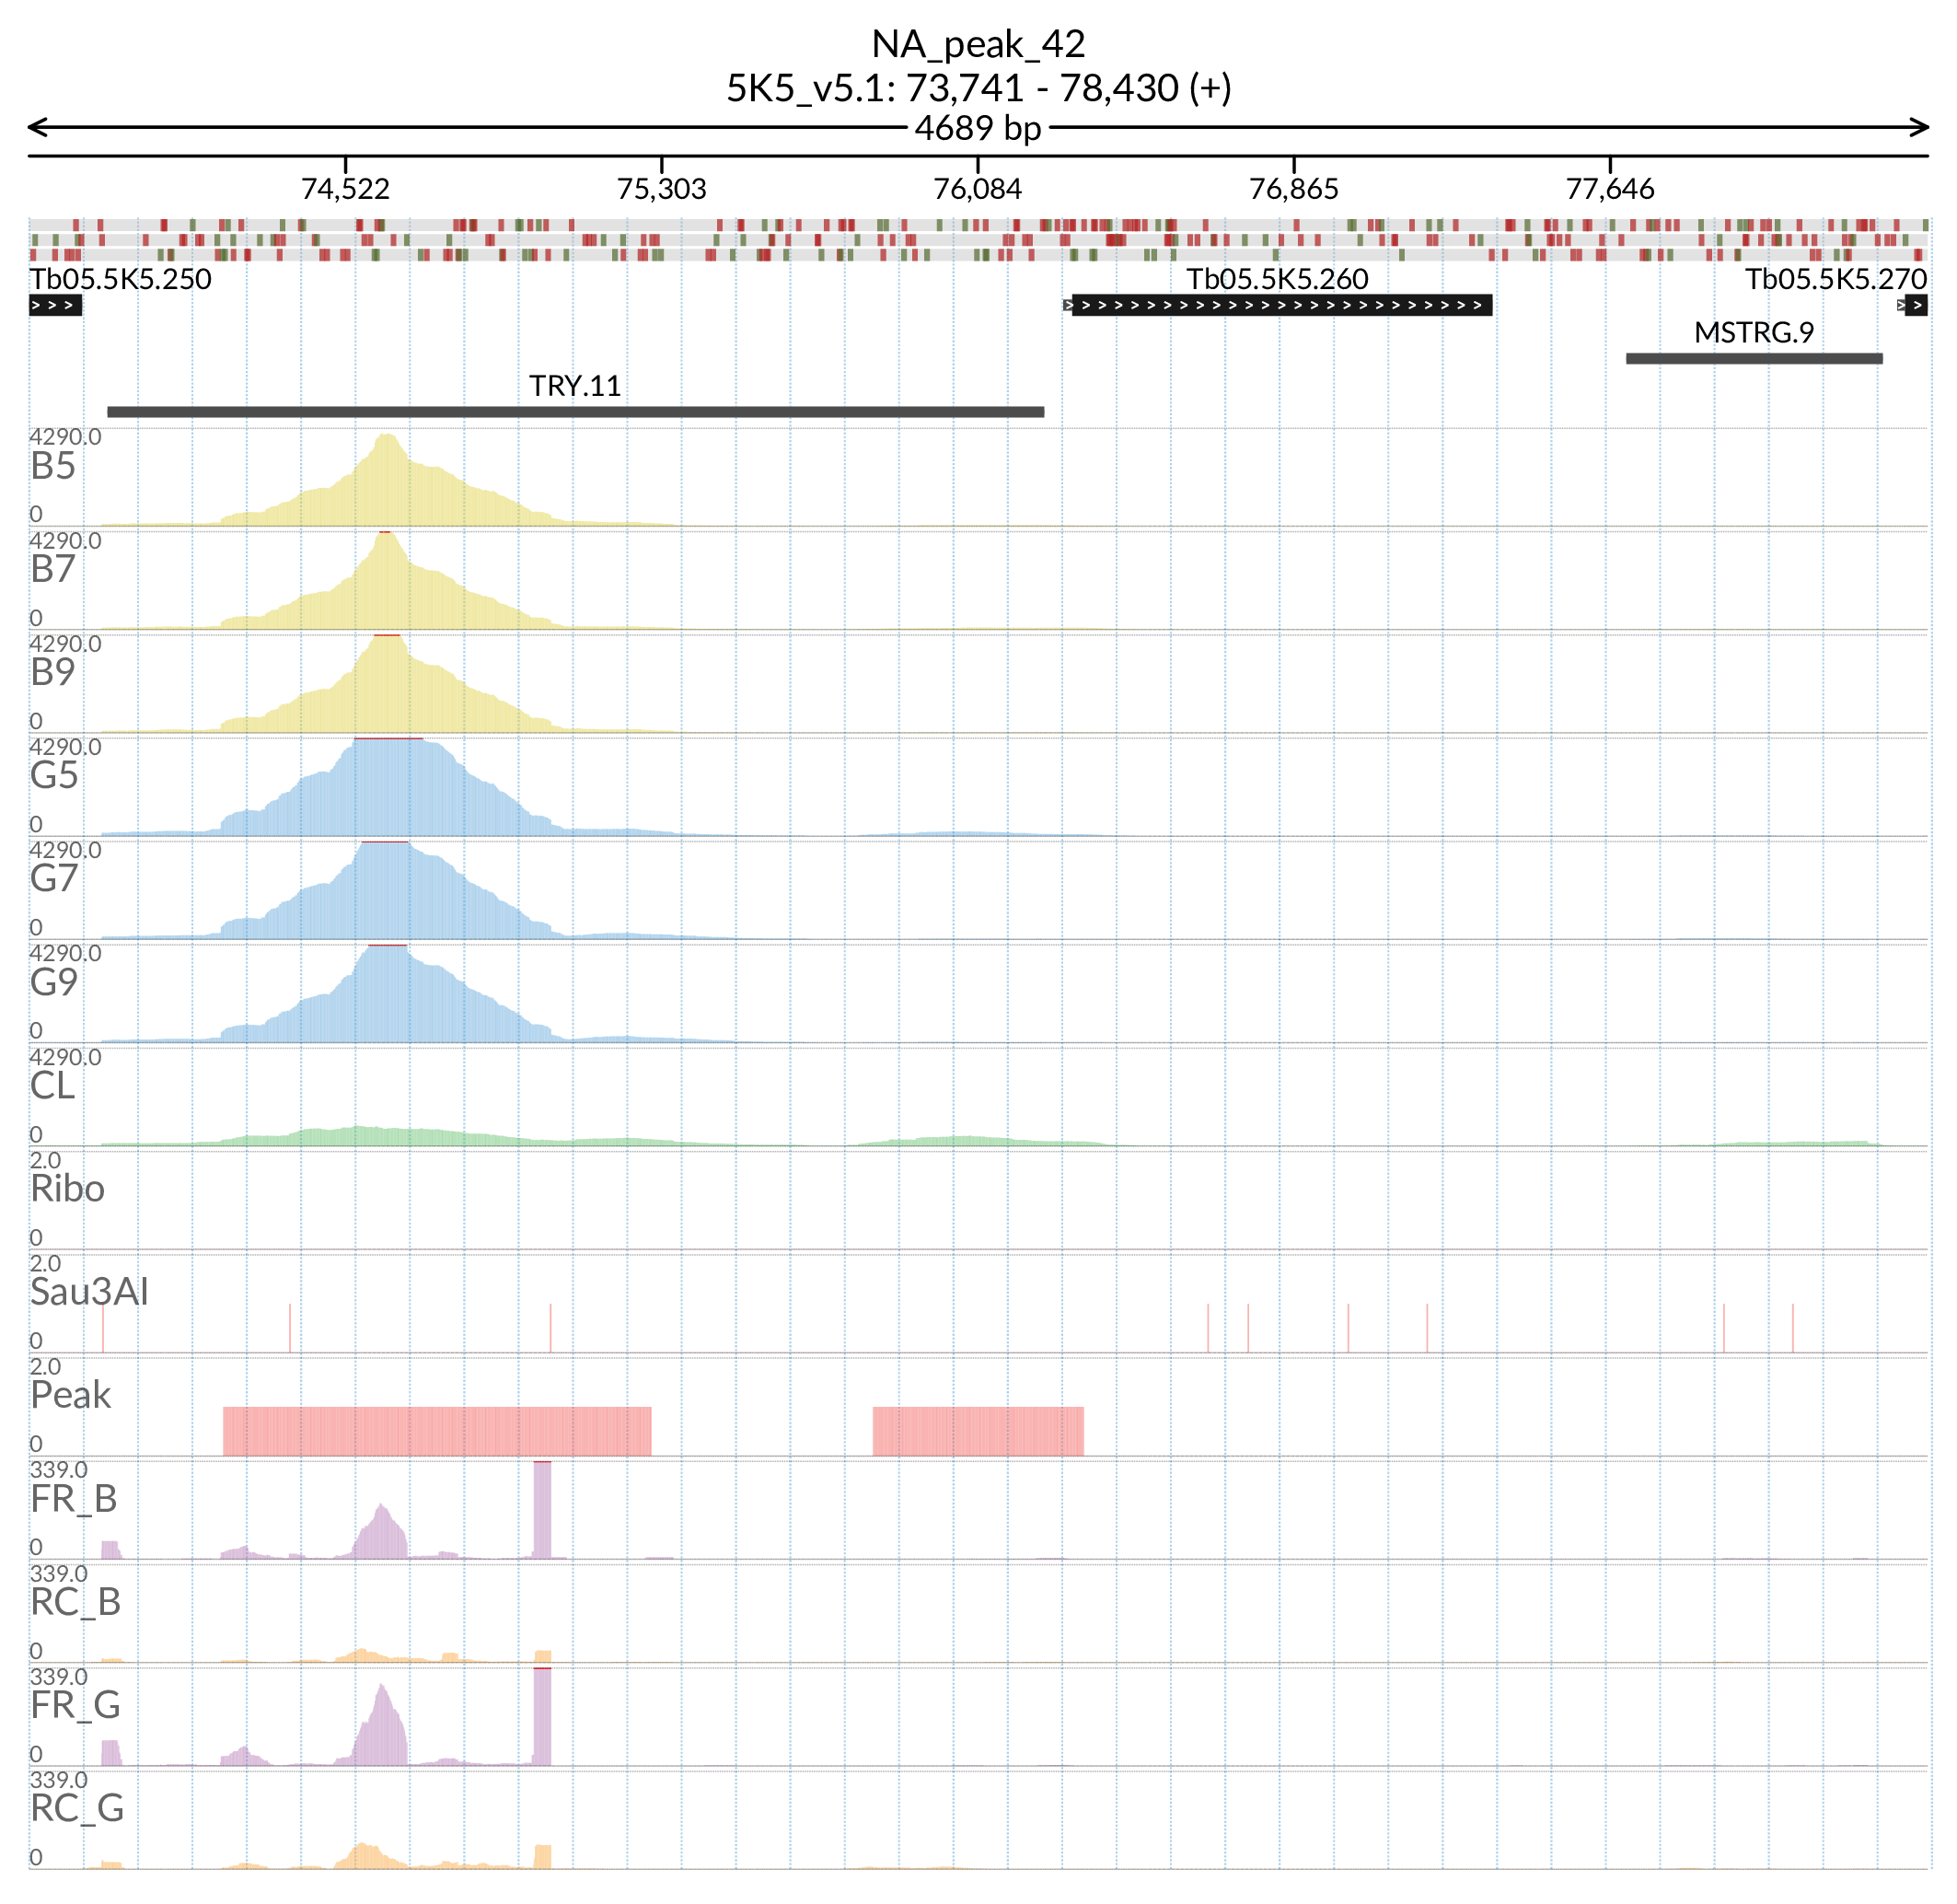 NA_peak_42
5K5_v5.1: 73,741 - 78,430 (+)
4689 bp
74,522 75,303 76,084 76,865 77,646
Tb05.5K5.250 Tb05.5K5.260 Tb05.5K5.270
MSTRG.9
TRY.11
4290.0
B5
0
4290.0
B7
0
4290.0
B9
0
4290.0
G5
0
4290.0
G7
0
4290.0
G9
0
4290.0
CL
0
2.0
Ribo
0
2.0
Sau3AI
0
2.0
Peak
0
339.0
FR_B
0
339.0
RC_B
0
339.0
FR_G
0
339.0
RC_G
0